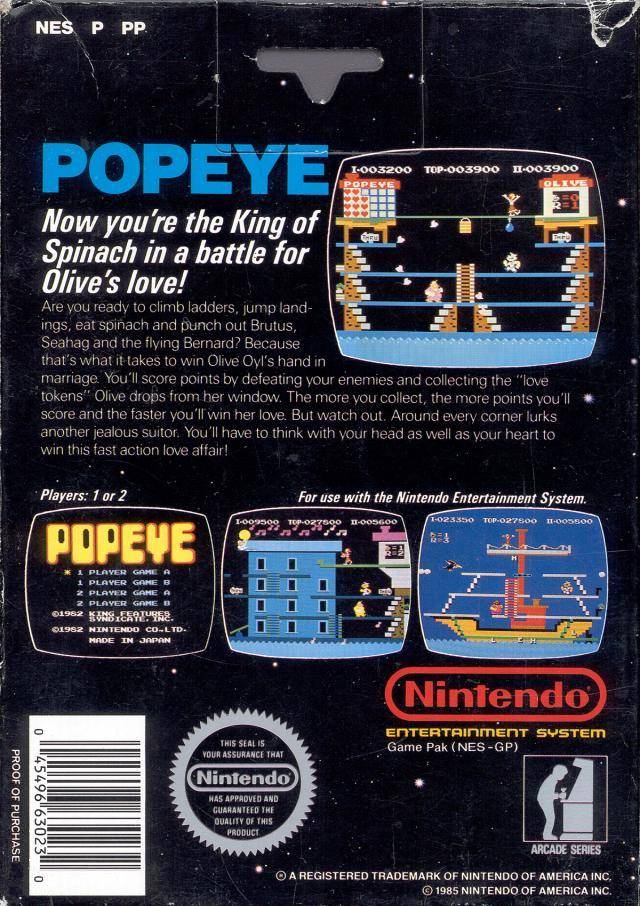 NES P PP
POPEYE
Now you're the King of
Spinach in a battle for
Olive's love!
Are you ready to climb ladders, jump land-
ings, eat spinach and punch out Brutus,
Seahag and the flying Bernard? Because
that's what it takes to win Olive Oyl's hand in
marriage. You'll score points by defeating your enemies and collecting the "love
tokens" Olive drops from her window. The more you collect, the more points you'll
score and the faster you'll win her love. But watch out. Around every corner lurks
another jealous suitor. You'll have to think with your head as well as your heart to
win this fast action love affair!
I-003200 TOP-003900 II-003900
POPEYE OLIVE
Players: 1 or 2
For use with the Nintendo Entertainment System.
POPEYE
1 PLAYER GAME A
1 PLAYER GAME B
2 PLAYER GAME A
2 PLAYER GAME B
©1982 KING FEATURES
SYNDICATE, INC.
©1982 NINTENDO CO.,LTD.
MADE IN JAPAN
I-009500 TOP-027800 II-005600
I-023350 TOP-027800 II-005800
Nintendo®
ENTERTAINMENT SYSTEM
Game Pak (NES-GP)
PROOF OF PURCHASE
0 45496 63023 0
THIS SEAL IS
YOUR ASSURANCE THAT
Nintendo
HAS APPROVED AND
GUARANTEED THE
QUALITY OF THIS
PRODUCT
ARCADE SERIES
® A REGISTERED TRADEMARK OF NINTENDO OF AMERICA INC.
© 1985 NINTENDO OF AMERICA INC.